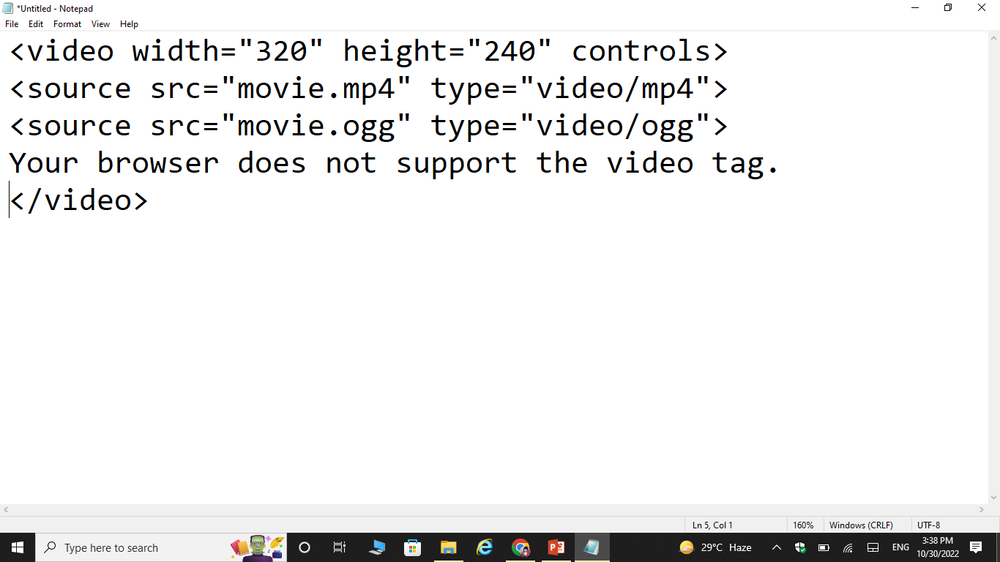 *Untitled - Notepad
File Edit Format View Help
<video width="320" height="240" controls>
<source src="movie.mp4" type="video/mp4">
<source src="movie.ogg" type="video/ogg">
Your browser does not support the video tag.
</video>
Ln 5, Col 1 160% Windows (CRLF) UTF-8
Type here to search 29°C Haze ENG 3:38 PM
10/30/2022